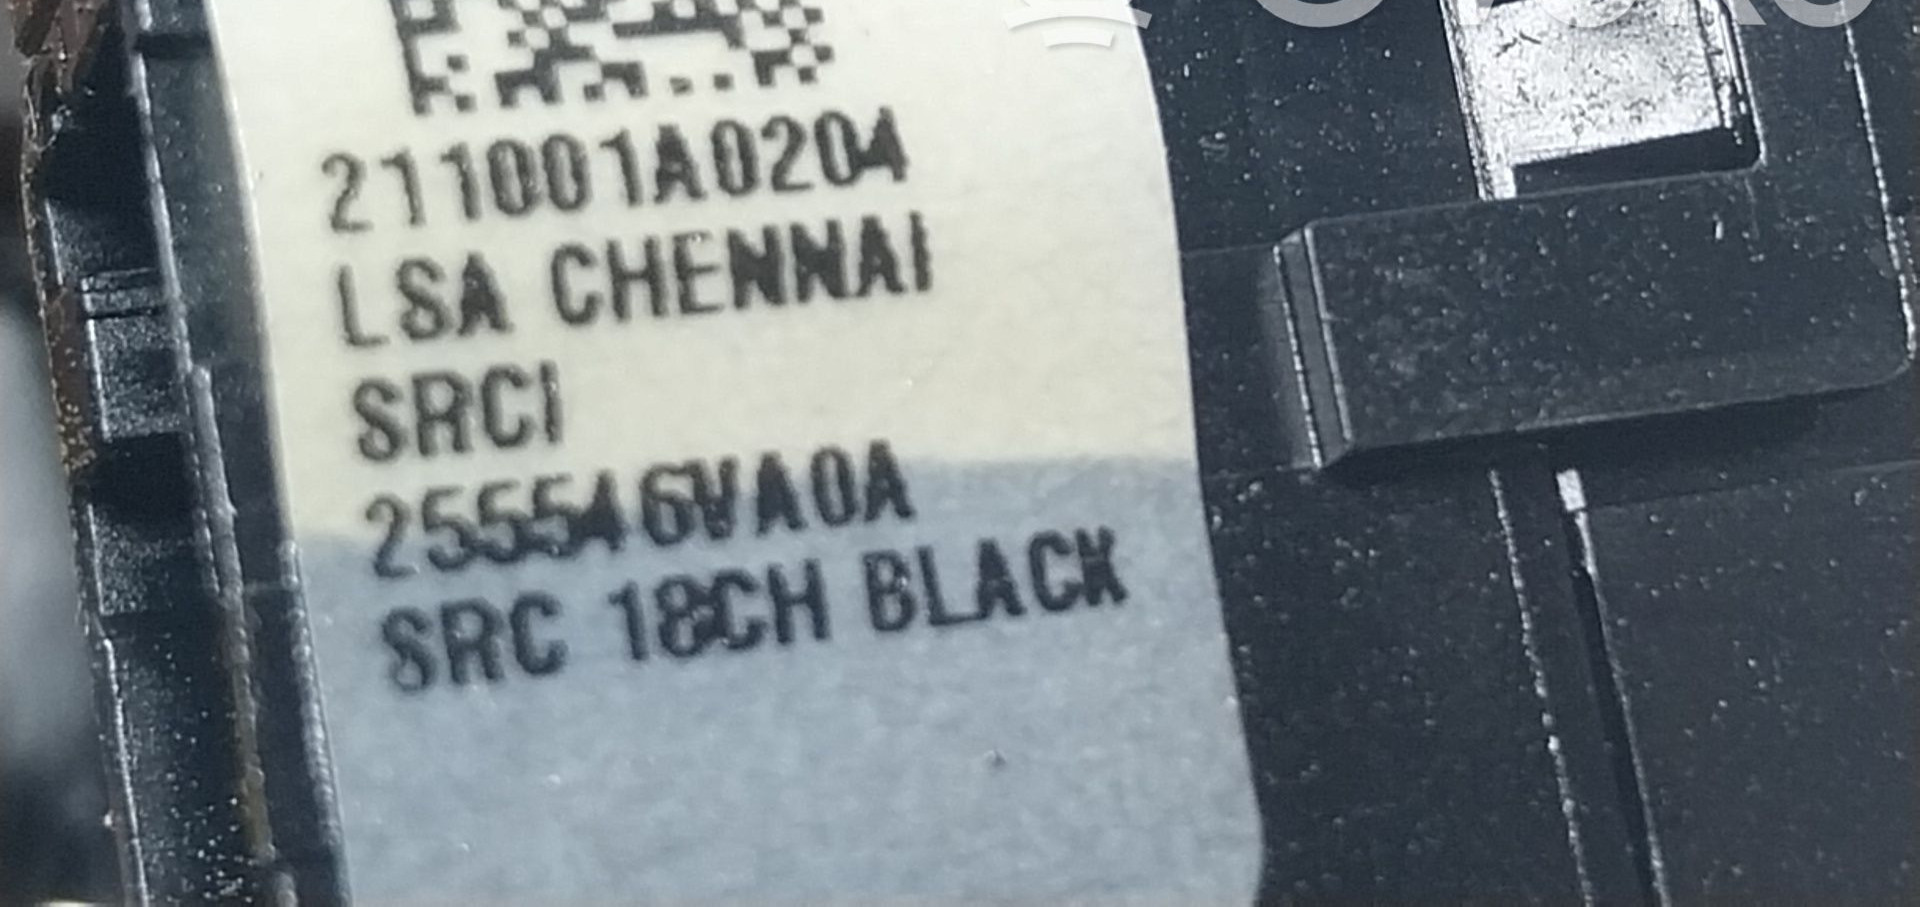 211001A0204
LSA CHENNAI
SRCI
255546VA0A
SRC 18CH BLACK